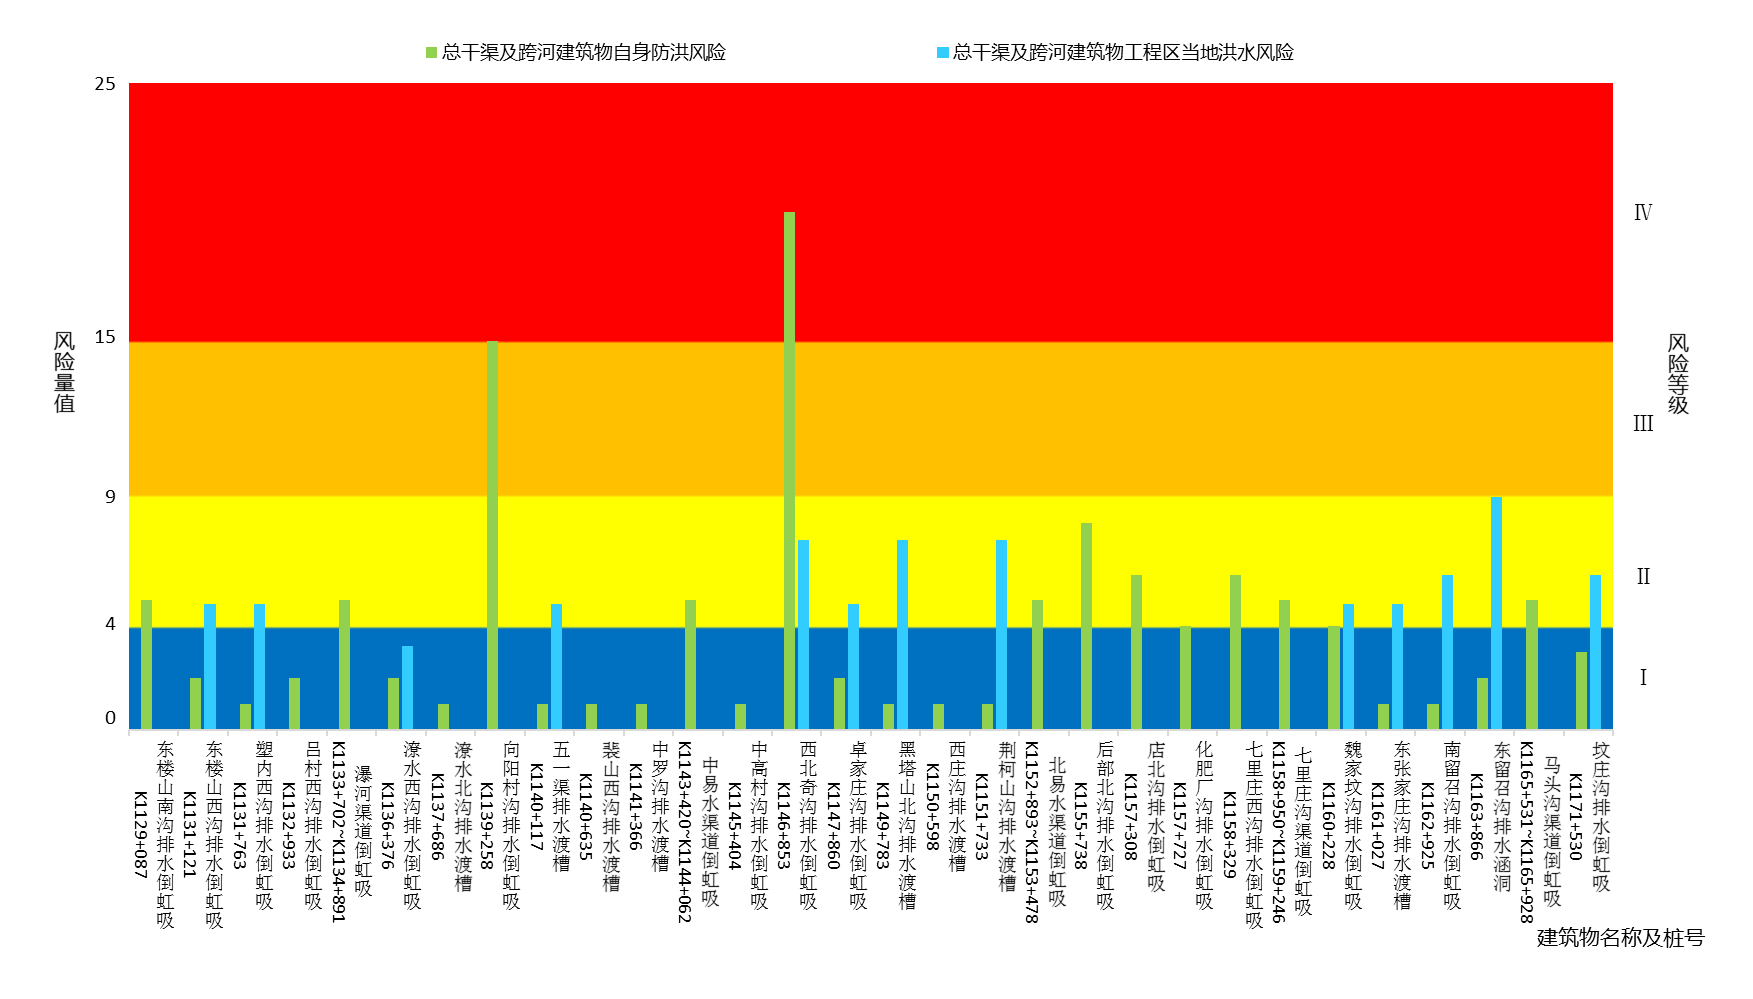 总干渠及跨河建筑物自身防洪风险
总干渠及跨河建筑物工程区当地洪水风险
25
15
9
4
0
风险量值
Ⅳ
Ⅲ
Ⅱ
Ⅰ
风险等级
东楼山南沟排水倒虹吸
K1129+087
东楼山西沟排水倒虹吸
K1131+121
塑内西沟排水倒虹吸
K1131+763
吕村西沟排水倒虹吸
K1132+933
瀑河渠道倒虹吸
K1133+702~K1134+891
潦水西沟排水倒虹吸
K1136+376
潦水北沟排水渡槽
K1137+686
向阳村沟排水倒虹吸
K1139+258
五一渠排水渡槽
K1140+117
裴山西沟排水渡槽
K1140+635
中罗沟排水渡槽
K1141+366
中易水渠道倒虹吸
K1143+420~K1144+062
中高村沟排水倒虹吸
K1145+404
西北奇沟排水倒虹吸
K1146+853
卓家庄沟排水倒虹吸
K1147+860
黑塔山北沟排水渡槽
K1149+783
西庄沟排水渡槽
K1150+598
荆柯山沟排水渡槽
K1151+733
北易水渠道倒虹吸
K1152+893~K1153+478
后部北沟排水倒虹吸
K1155+738
店北沟排水倒虹吸
K1157+308
化肥厂沟排水倒虹吸
K1157+727
七里庄西沟排水倒虹吸
K1158+329
七里庄沟渠道倒虹吸
K1158+950~K1159+246
魏家坟沟排水倒虹吸
K1160+228
东张家庄沟排水渡槽
K1161+027
南留召沟排水倒虹吸
K1162+925
东留召沟排水涵洞
K1163+866
马头沟渠道倒虹吸
K1165+531~K1165+928
坟庄沟排水倒虹吸
K1171+530
建筑物名称及桩号